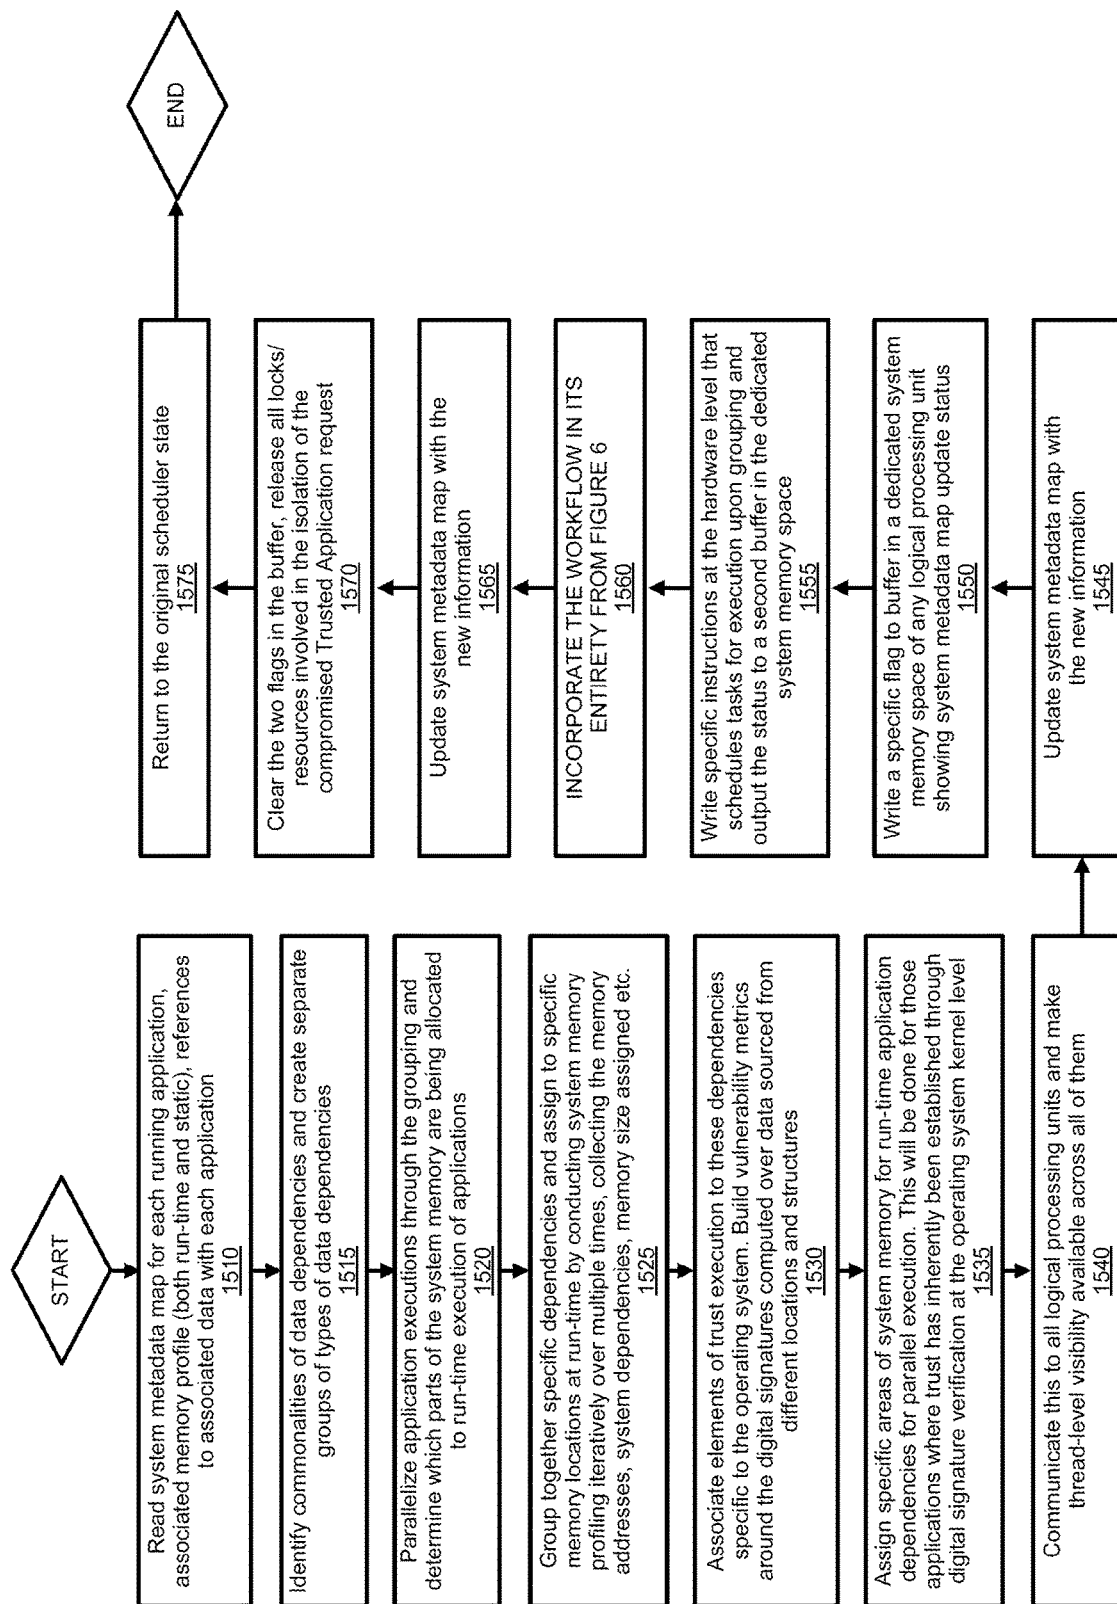 START
Read system metadata map for each running application,
associated memory profile (both run-time and static), references
to associated data with each application
1510
Identify commonalities of data dependencies and create separate
groups of types of data dependencies
1515
Parallelize application executions through the grouping and
determine which parts of the system memory are being allocated
to run-time execution of applications
1520
Group together specific dependencies and assign to specific
memory locations at run-time by conducting system memory
profiling iteratively over multiple times, collecting the memory
addresses, system dependencies, memory size assigned etc.
1525
Associate elements of trust execution to these dependencies
specific to the operating system. Build vulnerability metrics
around the digital signatures computed over data sourced from
different locations and structures
1530
Assign specific areas of system memory for run-time application
dependencies for parallel execution. This will be done for those
applications where trust has inherently been established through
digital signature verification at the operating system kernel level
1535
Communicate this to all logical processing units and make
thread-level visibility available across all of them
1540
Update system metadata map with
the new information
1545
Write a specific flag to buffer in a dedicated system
memory space of any logical processing unit
showing system metadata map update status
1550
Write specific instructions at the hardware level that
schedules tasks for execution upon grouping and
output the status to a second buffer in the dedicated
system memory space
1555
INCORPORATE THE WORKFLOW IN ITS
ENTIRETY FROM FIGURE 6
1560
Update system metadata map with the
new information
1565
Clear the two flags in the buffer, release all locks/
resources involved in the isolation of the
compromised Trusted Application request
1570
Return to the original scheduler state
1575
END